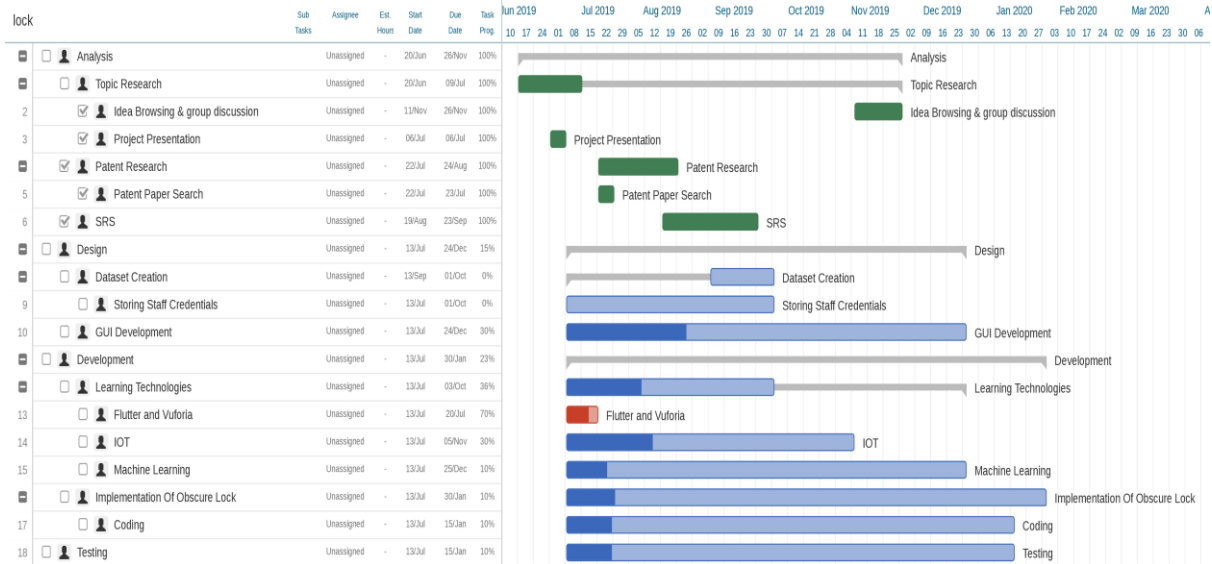 lock
Sub Tasks Assignee Est. Hours Start Date Due Date Task Prog.
Jun 2019 Jul 2019 Aug 2019 Sep 2019 Oct 2019 Nov 2019 Dec 2019 Jan 2020 Feb 2020 Mar 2020 A
10 17 24 01 08 15 22 29 05 12 19 26 02 09 16 23 30 07 14 21 28 04 11 18 25 02 09 16 23 30 06 13 20 27 03 10 17 24 02 09 16 23 30 06
Analysis Unassigned - 20/Jun 26/Nov 100% Analysis
Topic Research Unassigned - 20/Jun 09/Jul 100% Topic Research
2 Idea Browsing & group discussion Unassigned - 11/Nov 26/Nov 100% Idea Browsing & group discussion
3 Project Presentation Unassigned - 06/Jul 06/Jul 100% Project Presentation
Patent Research Unassigned - 22/Jul 24/Aug 100% Patent Research
5 Patent Paper Search Unassigned - 22/Jul 23/Jul 100% Patent Paper Search
6 SRS Unassigned - 19/Aug 23/Sep 100% SRS
Design Unassigned - 13/Jul 24/Dec 15% Design
Dataset Creation Unassigned - 13/Sep 01/Oct 0% Dataset Creation
9 Storing Staff Credentials Unassigned - 13/Jul 01/Oct 0% Storing Staff Credentials
10 GUI Development Unassigned - 13/Jul 24/Dec 30% GUI Development
Development Unassigned - 13/Jul 30/Jan 23% Development
Learning Technologies Unassigned - 13/Jul 03/Oct 36% Learning Technologies
13 Flutter and Vuforia Unassigned - 13/Jul 20/Jul 70% Flutter and Vuforia
14 IOT Unassigned - 13/Jul 05/Nov 30% IOT
15 Machine Learning Unassigned - 13/Jul 25/Dec 10% Machine Learning
Implementation Of Obscure Lock Unassigned - 13/Jul 30/Jan 10% Implementation Of Obscure Lock
17 Coding Unassigned - 13/Jul 15/Jan 10% Coding
18 Testing Unassigned - 13/Jul 15/Jan 10% Testing